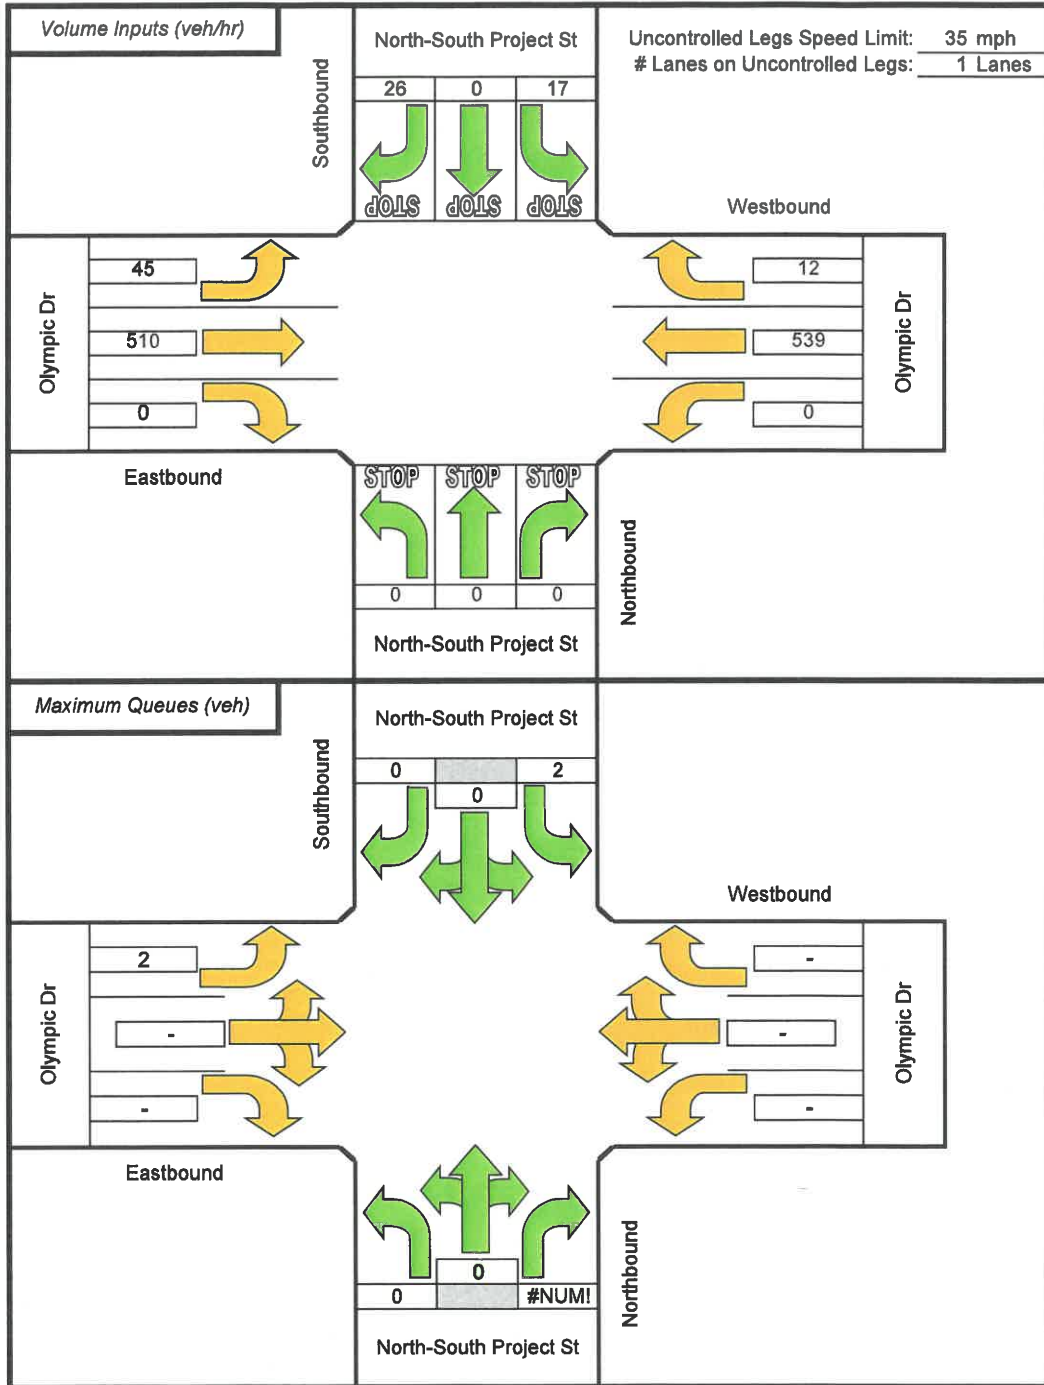 Volume Inputs (veh/hr)
North-South Project St
Uncontrolled Legs Speed Limit: 35 mph
# Lanes on Uncontrolled Legs: 1 Lanes
Southbound
26 0 17
STOP STOP STOP
Westbound
Olympic Dr
45
510
0
12
539
0
Olympic Dr
Eastbound
STOP STOP STOP
0 0 0
Northbound
North-South Project St
Maximum Queues (veh)
North-South Project St
Southbound
0 2
0
Westbound
Olympic Dr
2
-
-
-
-
-
Olympic Dr
Eastbound
0
0 #NUM!
Northbound
North-South Project St